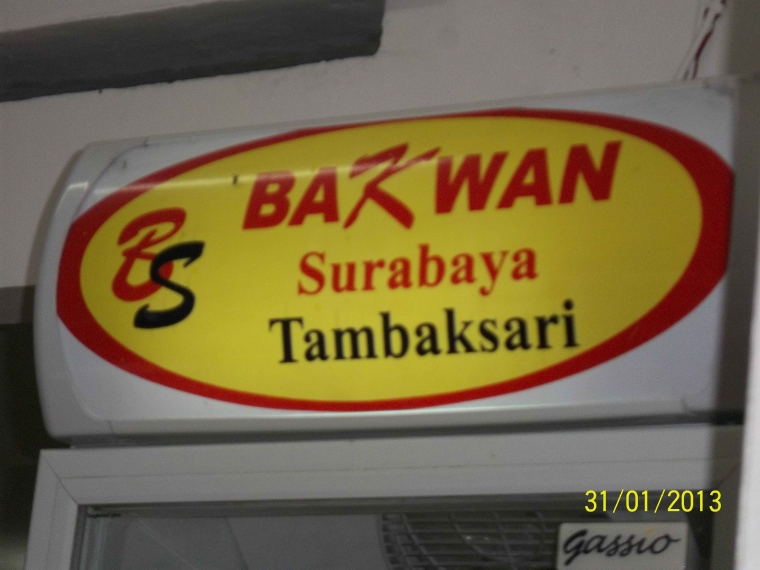 BAKWAN
BS
Surabaya
Tambaksari
31/01/2013
gassio